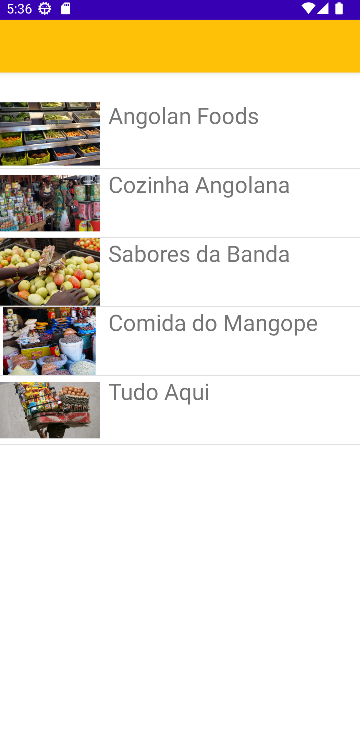 5:36
Angolan Foods
Cozinha Angolana
Sabores da Banda
Comida do Mangope
Tudo Aqui